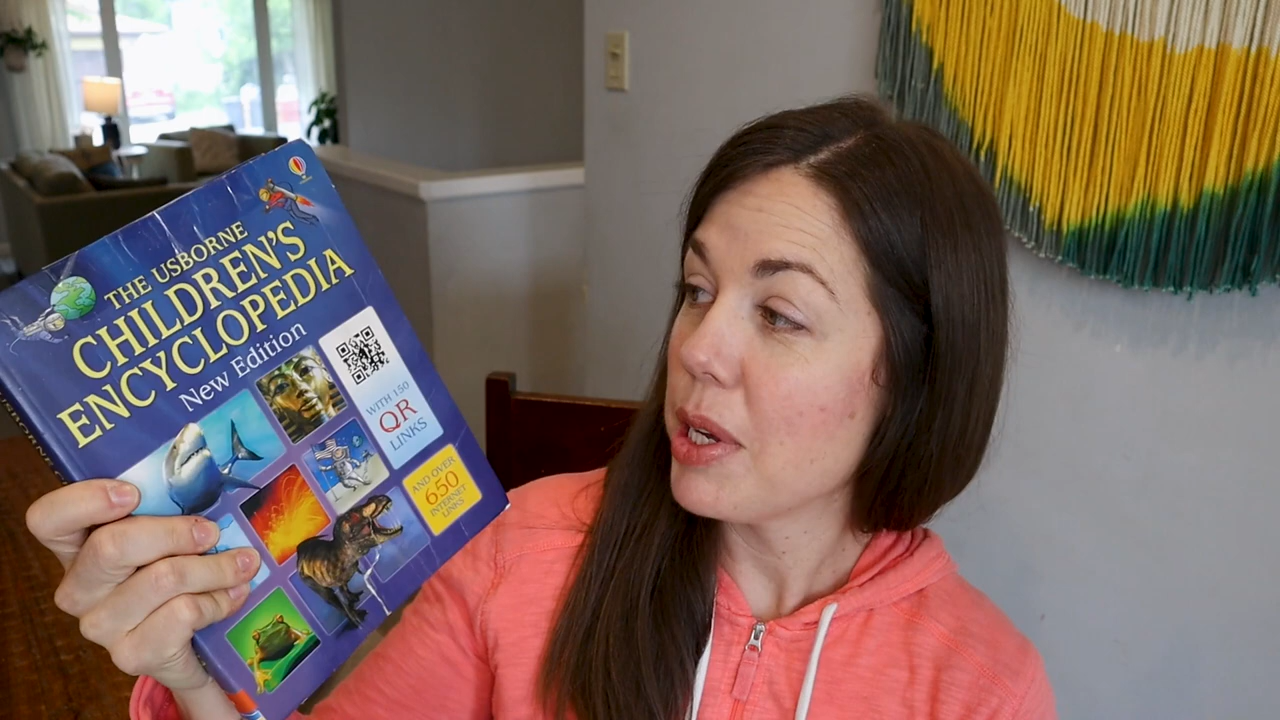 THE USBORNE
CHILDREN'S
ENCYCLOPEDIA
New Edition
WITH 150
QR
LINKS
AND OVER
650
INTERNET
LINKS